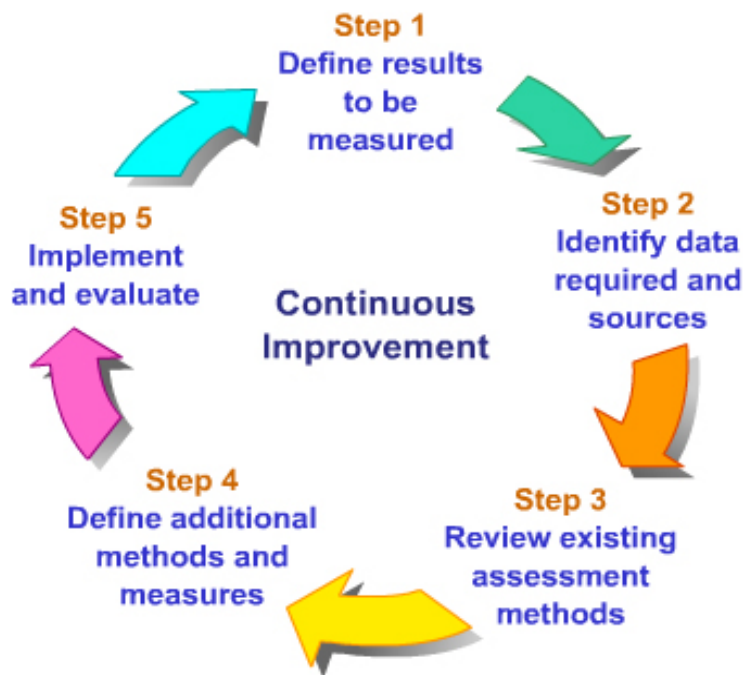 Step 1
Define results
to be
measured
Step 2
Identify data
required and
sources
Step 3
Review existing
assessment
methods
Step 4
Define additional
methods and
measures
Step 5
Implement
and evaluate
Continuous
Improvement